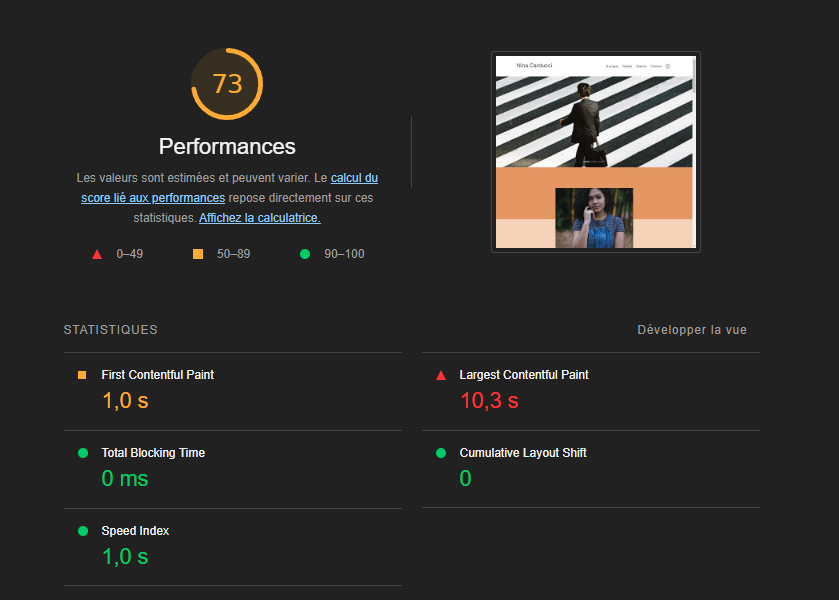 73
Performances
Les valeurs sont estimées et peuvent varier. Le calcul du
score lié aux performances repose directement sur ces
statistiques. Affichez la calculatrice.
0–49
50–89
90–100
Nina Carducci
STATISTIQUES
Développer la vue
First Contentful Paint
1,0 s
Largest Contentful Paint
10,3 s
Total Blocking Time
0 ms
Cumulative Layout Shift
0
Speed Index
1,0 s